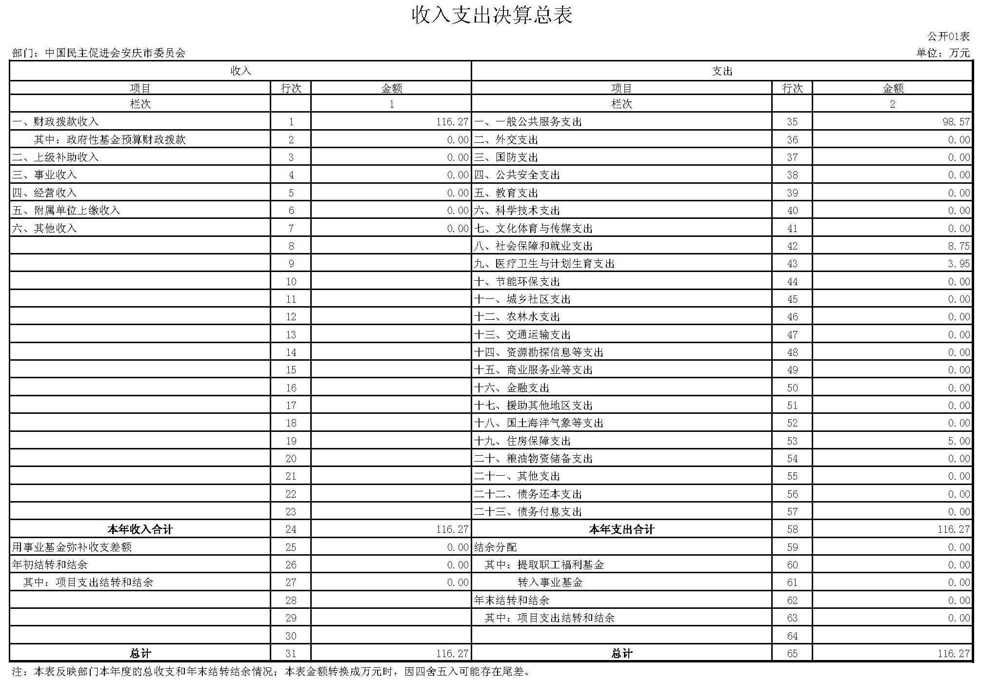 收入支出决算总表
公开01表
部门：中国民主促进会安庆市委员会 单位：万元
收入 支出
项目 行次 金额 项目 行次 金额
栏次 1 栏次 2
一、财政拨款收入 1 116.27 一、一般公共服务支出 35 98.57
其中：政府性基金预算财政拨款 2 0.00 二、外交支出 36 0.00
二、上级补助收入 3 0.00 三、国防支出 37 0.00
三、事业收入 4 0.00 四、公共安全支出 38 0.00
四、经营收入 5 0.00 五、教育支出 39 0.00
五、附属单位上缴收入 6 0.00 六、科学技术支出 40 0.00
六、其他收入 7 0.00 七、文化体育与传媒支出 41 0.00
8 八、社会保障和就业支出 42 8.75
9 九、医疗卫生与计划生育支出 43 3.95
10 十、节能环保支出 44 0.00
11 十一、城乡社区支出 45 0.00
12 十二、农林水支出 46 0.00
13 十三、交通运输支出 47 0.00
14 十四、资源勘探信息等支出 48 0.00
15 十五、商业服务业等支出 49 0.00
16 十六、金融支出 50 0.00
17 十七、援助其他地区支出 51 0.00
18 十八、国土海洋气象等支出 52 0.00
19 十九、住房保障支出 53 5.00
20 二十、粮油物资储备支出 54 0.00
21 二十一、其他支出 55 0.00
22 二十二、债务还本支出 56 0.00
23 二十三、债务付息支出 57 0.00
本年收入合计 24 116.27 本年支出合计 58 116.27
用事业基金弥补收支差额 25 0.00 结余分配 59 0.00
年初结转和结余 26 0.00 其中：提取职工福利基金 60 0.00
其中：项目支出结转和结余 27 0.00 转入事业基金 61 0.00
28 年末结转和结余 62 0.00
29 其中：项目支出结转和结余 63 0.00
30 64
总计 31 116.27 总计 65 116.27
注：本表反映部门本年度的总收支和年末结转结余情况；本表金额转换成万元时，因四舍五入可能存在尾差。